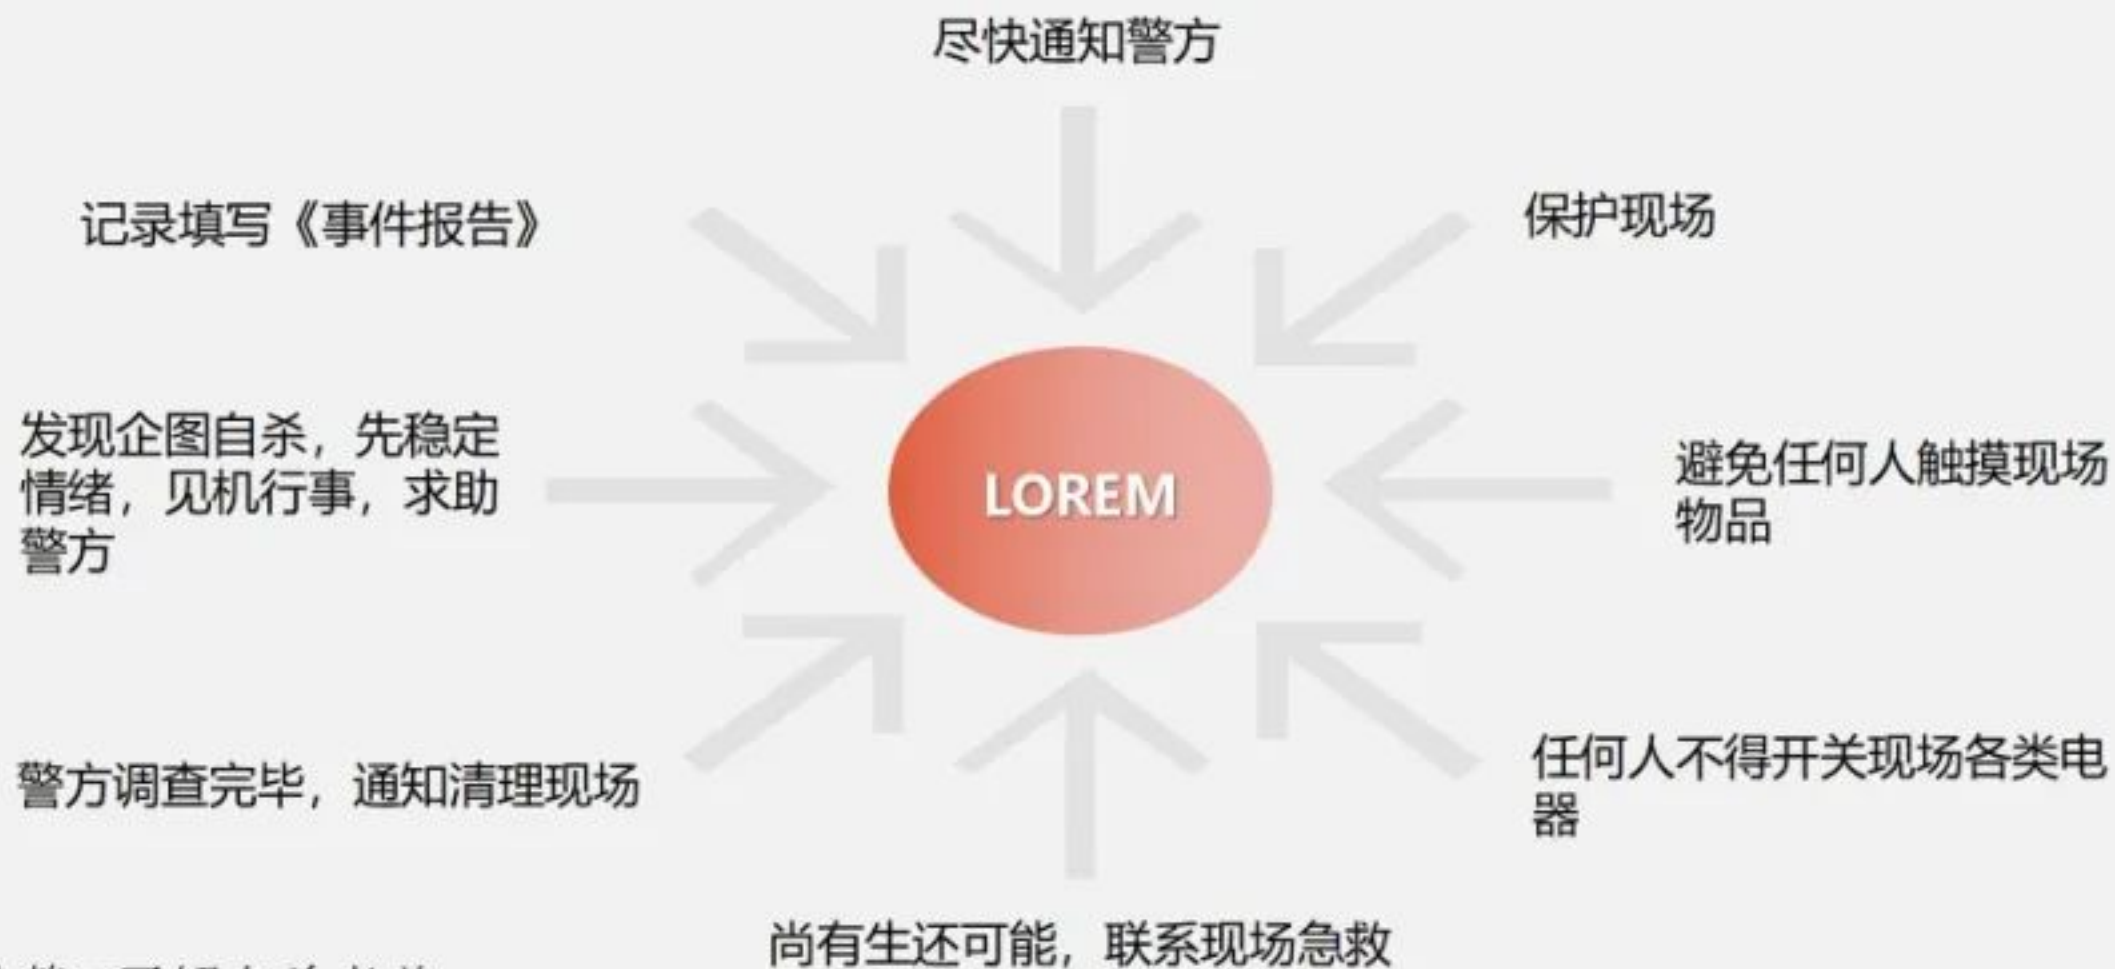 尽快通知警方
记录填写《事件报告》
保护现场
发现企图自杀，先稳定
情绪，见机行事，求助
警方
LOREM
避免任何人触摸现场
物品
警方调查完毕，通知清理现场
任何人不得开关现场各类电
器
尚有生还可能，联系现场急救